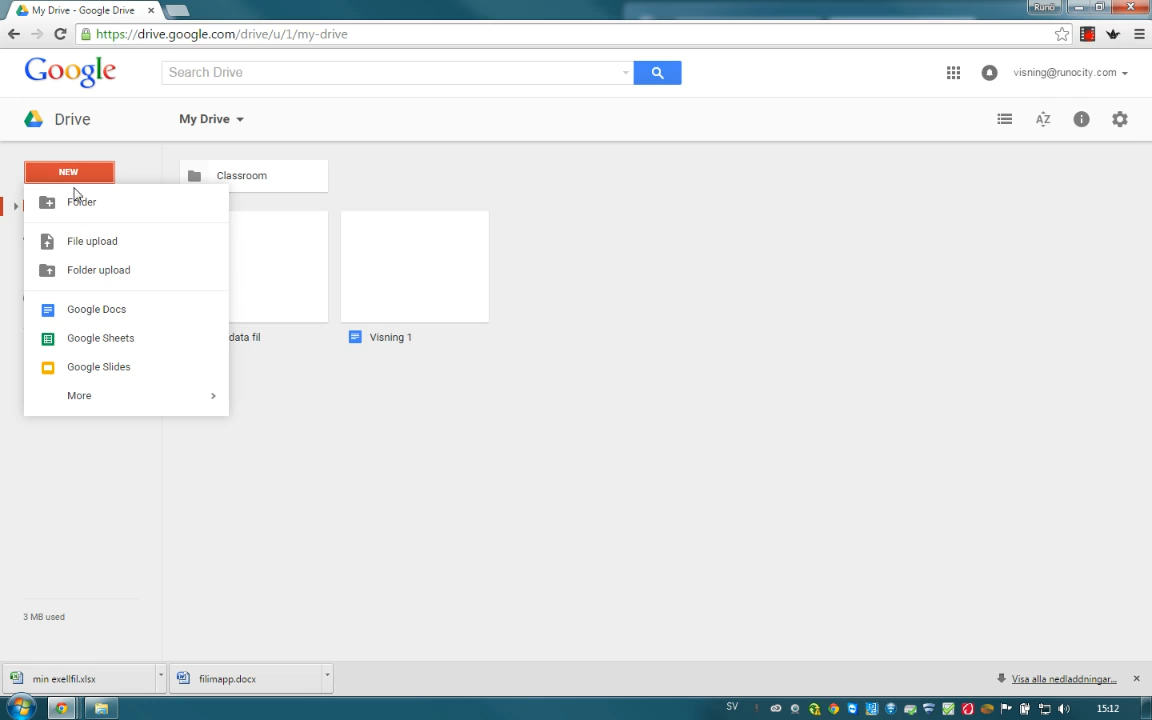 My Drive - Google Drive
Runö
https://drive.google.com/drive/u/1/my-drive
Google
Search Drive
visning@runocity.com
Drive
My Drive
AZ
NEW
Classroom
Folder
File upload
Folder upload
Google Docs
data fil
Visning 1
Google Sheets
Google Slides
More
3 MB used
min exellfil.xlsx
filimapp.docx
Visa alla nedladdningar...
SV
15:12